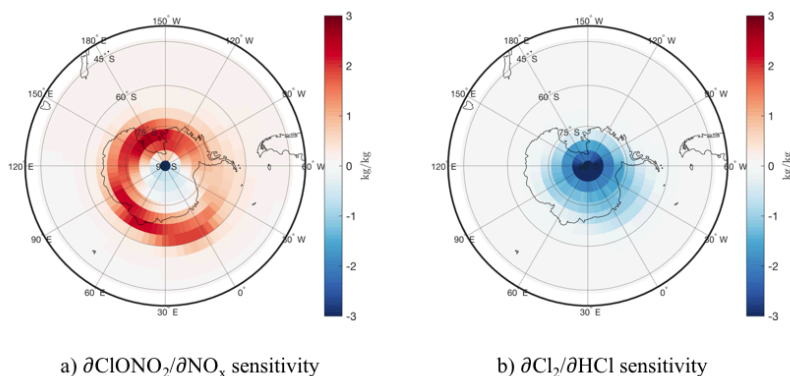 150° W
180° E
120° W
45° S
150° E
60° S
75° S
90° S
120° E
60° W
90° E
30° W
60° E
0°
30° E
3
2
1
0
-1
-2
-3
kg/kg
150° W
180° E
120° W
45° S
150° E
60° S
75° S
120° E
60° W
90° E
30° W
60° E
0°
30° E
3
2
1
0
-1
-2
-3
kg/kg
a) ∂ClONO₂/∂NOₓ sensitivity
b) ∂Cl₂/∂HCl sensitivity